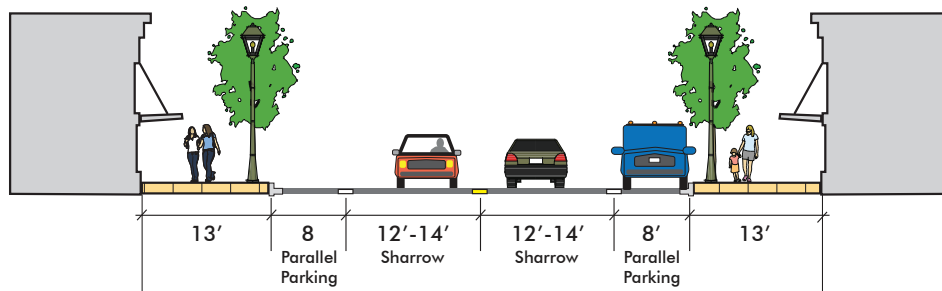 13’ 8 12’-14’ 12’-14’ 8’ 13’
Parallel Sharrow Sharrow Parallel
Parking Parking